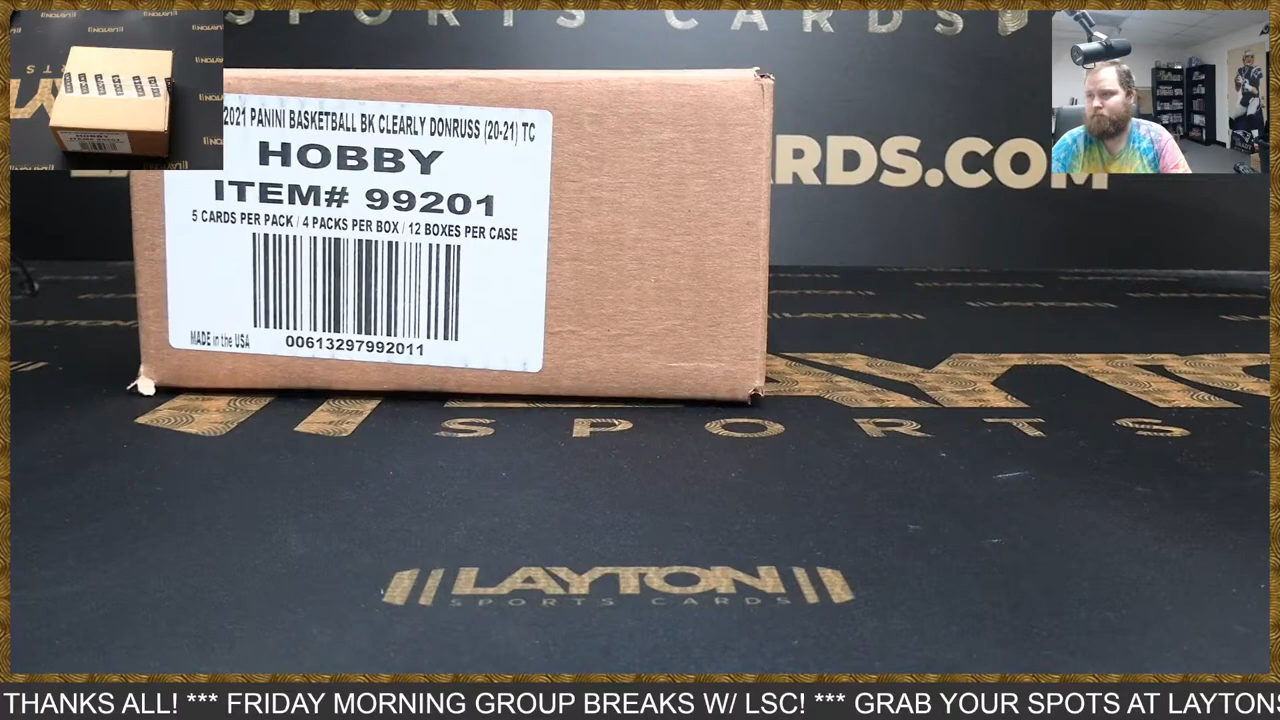 SPORTS CARDS
2021 PANINI BASKETBALL BK CLEARLY DONRUSS (20-21) TC
HOBBY
ITEM# 99201
5 CARDS PER PACK / 4 PACKS PER BOX / 12 BOXES PER CASE
MADE in the USA
00613297992011
ARDS.COM
SPORTS
LAYTON
SPORTS CARDS
HOBBY
THANKS ALL! *** FRIDAY MORNING GROUP BREAKS W/ LSC! *** GRAB YOUR SPOTS AT LAYTONS